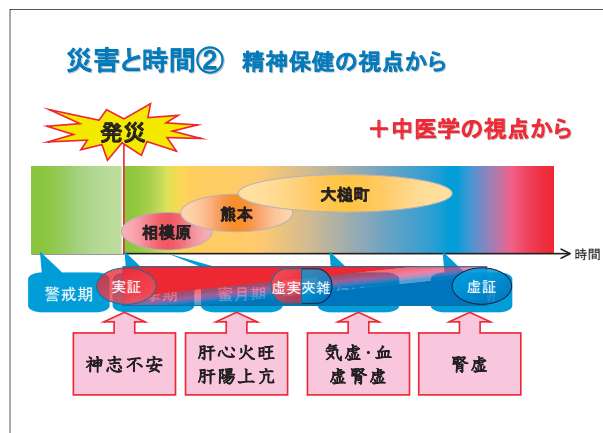 災害と時間② 精神保健の視点から
+中医学の視点から
発災
大槌町
熊本
相模原
時間
警戒期
実証
期
蜜月期
虚実夾雑
虚証
神志不安
肝心火旺
肝陽上亢
気虚・血
虚腎虚
腎虚